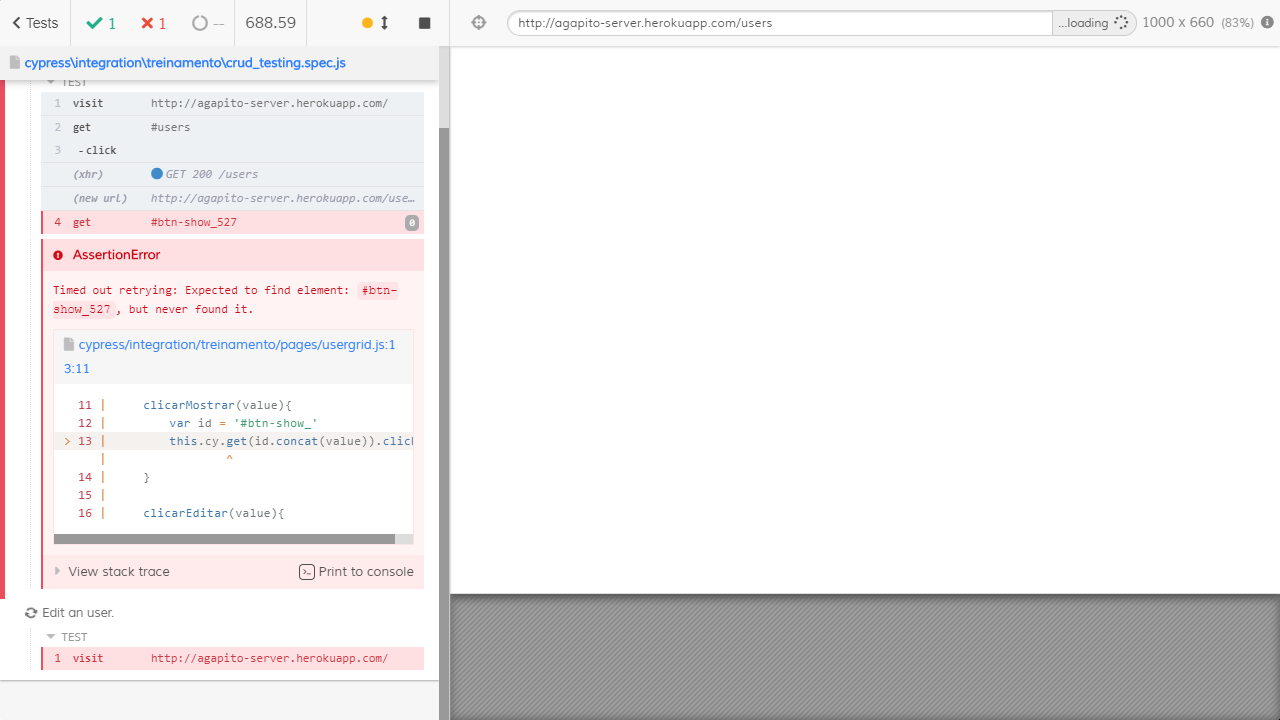 Tests 1 1 -- 688.59
http://agapito-server.herokuapp.com/users ...loading 1000 x 660 (83%)
cypress\integration\treinamento\crud_testing.spec.js
TEST
1 visit http://agapito-server.herokuapp.com/
2 get #users
3 -click
(xhr) GET 200 /users
(new url) http://agapito-server.herokuapp.com/use…
4 get #btn-show_527 0
AssertionError
Timed out retrying: Expected to find element: #btn-
show_527, but never found it.
cypress/integration/treinamento/pages/usergrid.js:1
3:11
11 | clicarMostrar(value){
12 | var id = '#btn-show_'
> 13 | this.cy.get(id.concat(value)).click
| ^
14 | }
15 |
16 | clicarEditar(value){
View stack trace Print to console
Edit an user.
TEST
1 visit http://agapito-server.herokuapp.com/